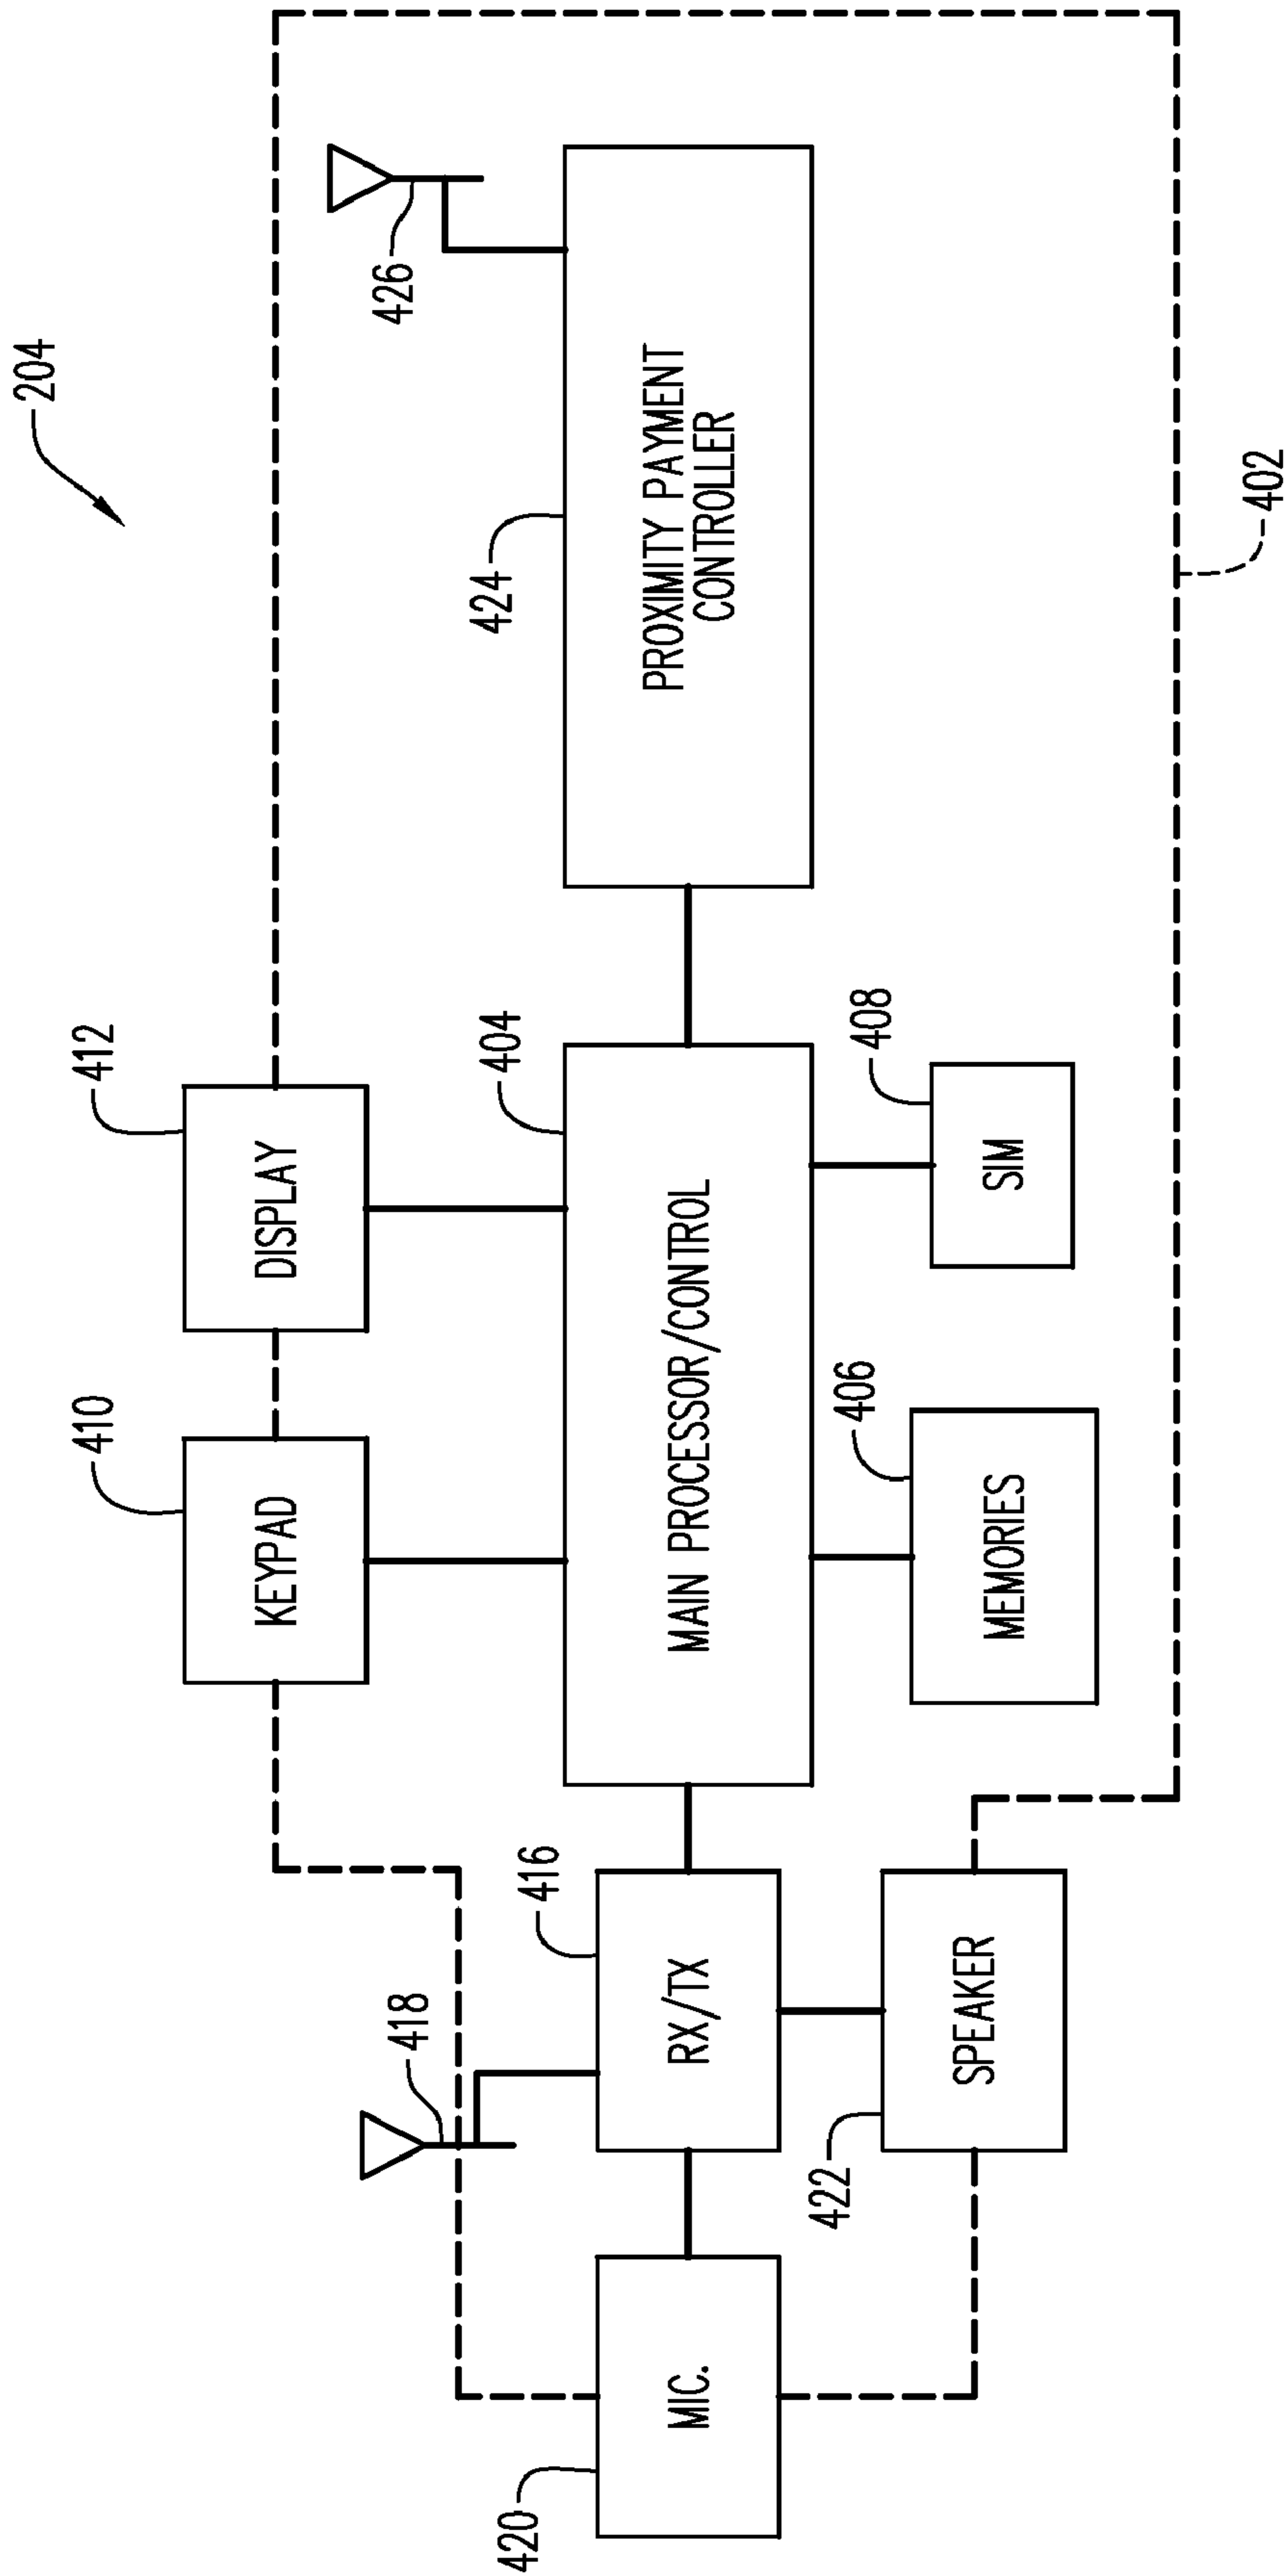 204
412
DISPLAY
410
KEYPAD
418
426
416
RX/TX
404
MAIN PROCESSOR/CONTROL
424
PROXIMITY PAYMENT
CONTROLLER
420
MIC.
422
SPEAKER
406
MEMORIES
408
SIM
402